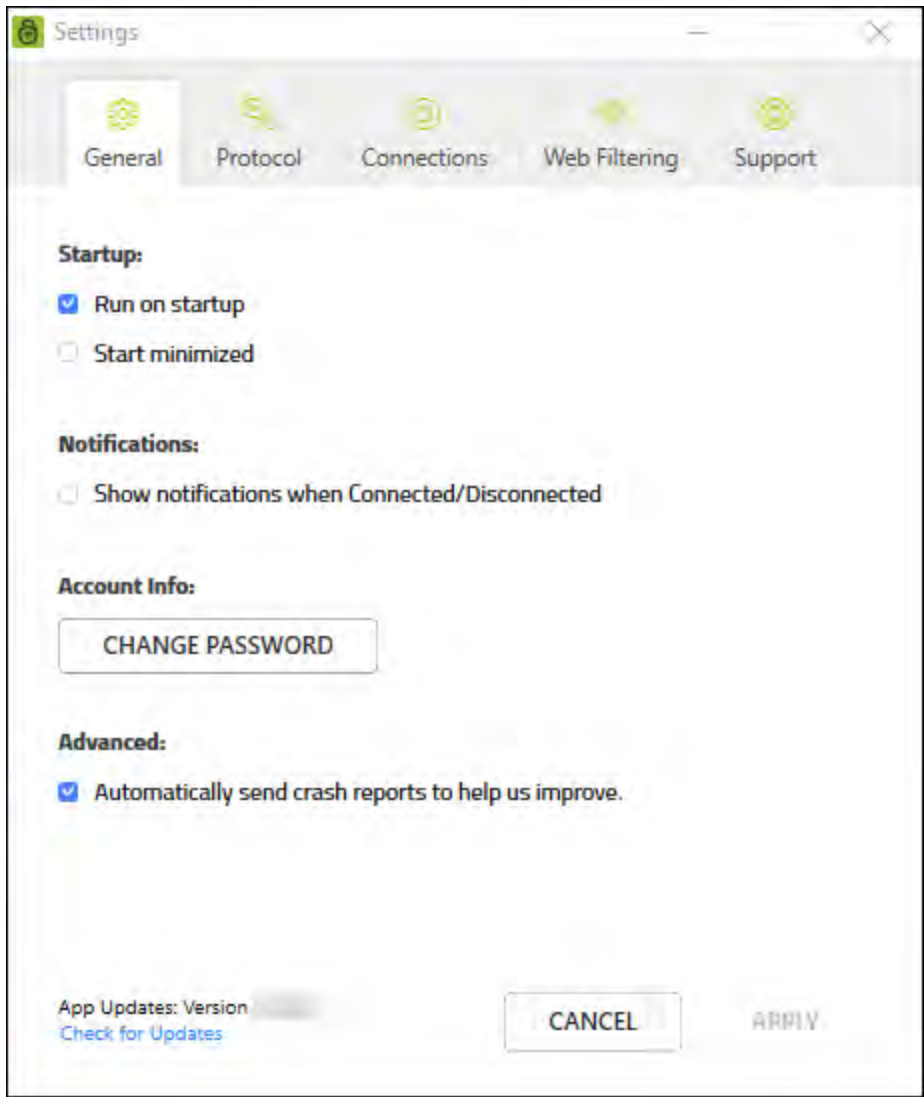 Settings
General Protocol Connections Web Filtering Support
Startup:
Run on startup
Start minimized
Notifications:
Show notifications when Connected/Disconnected
Account Info:
CHANGE PASSWORD
Advanced:
Automatically send crash reports to help us improve.
App Updates: Version
Check for Updates
CANCEL APPLY